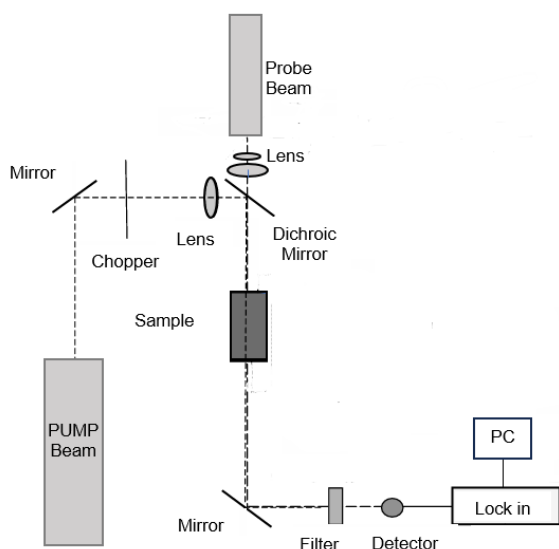 Probe
Beam
Lens
Mirror
Lens
Dichroic
Mirror
Chopper
Sample
PUMP
Beam
PC
Lock in
Mirror
Filter
Detector